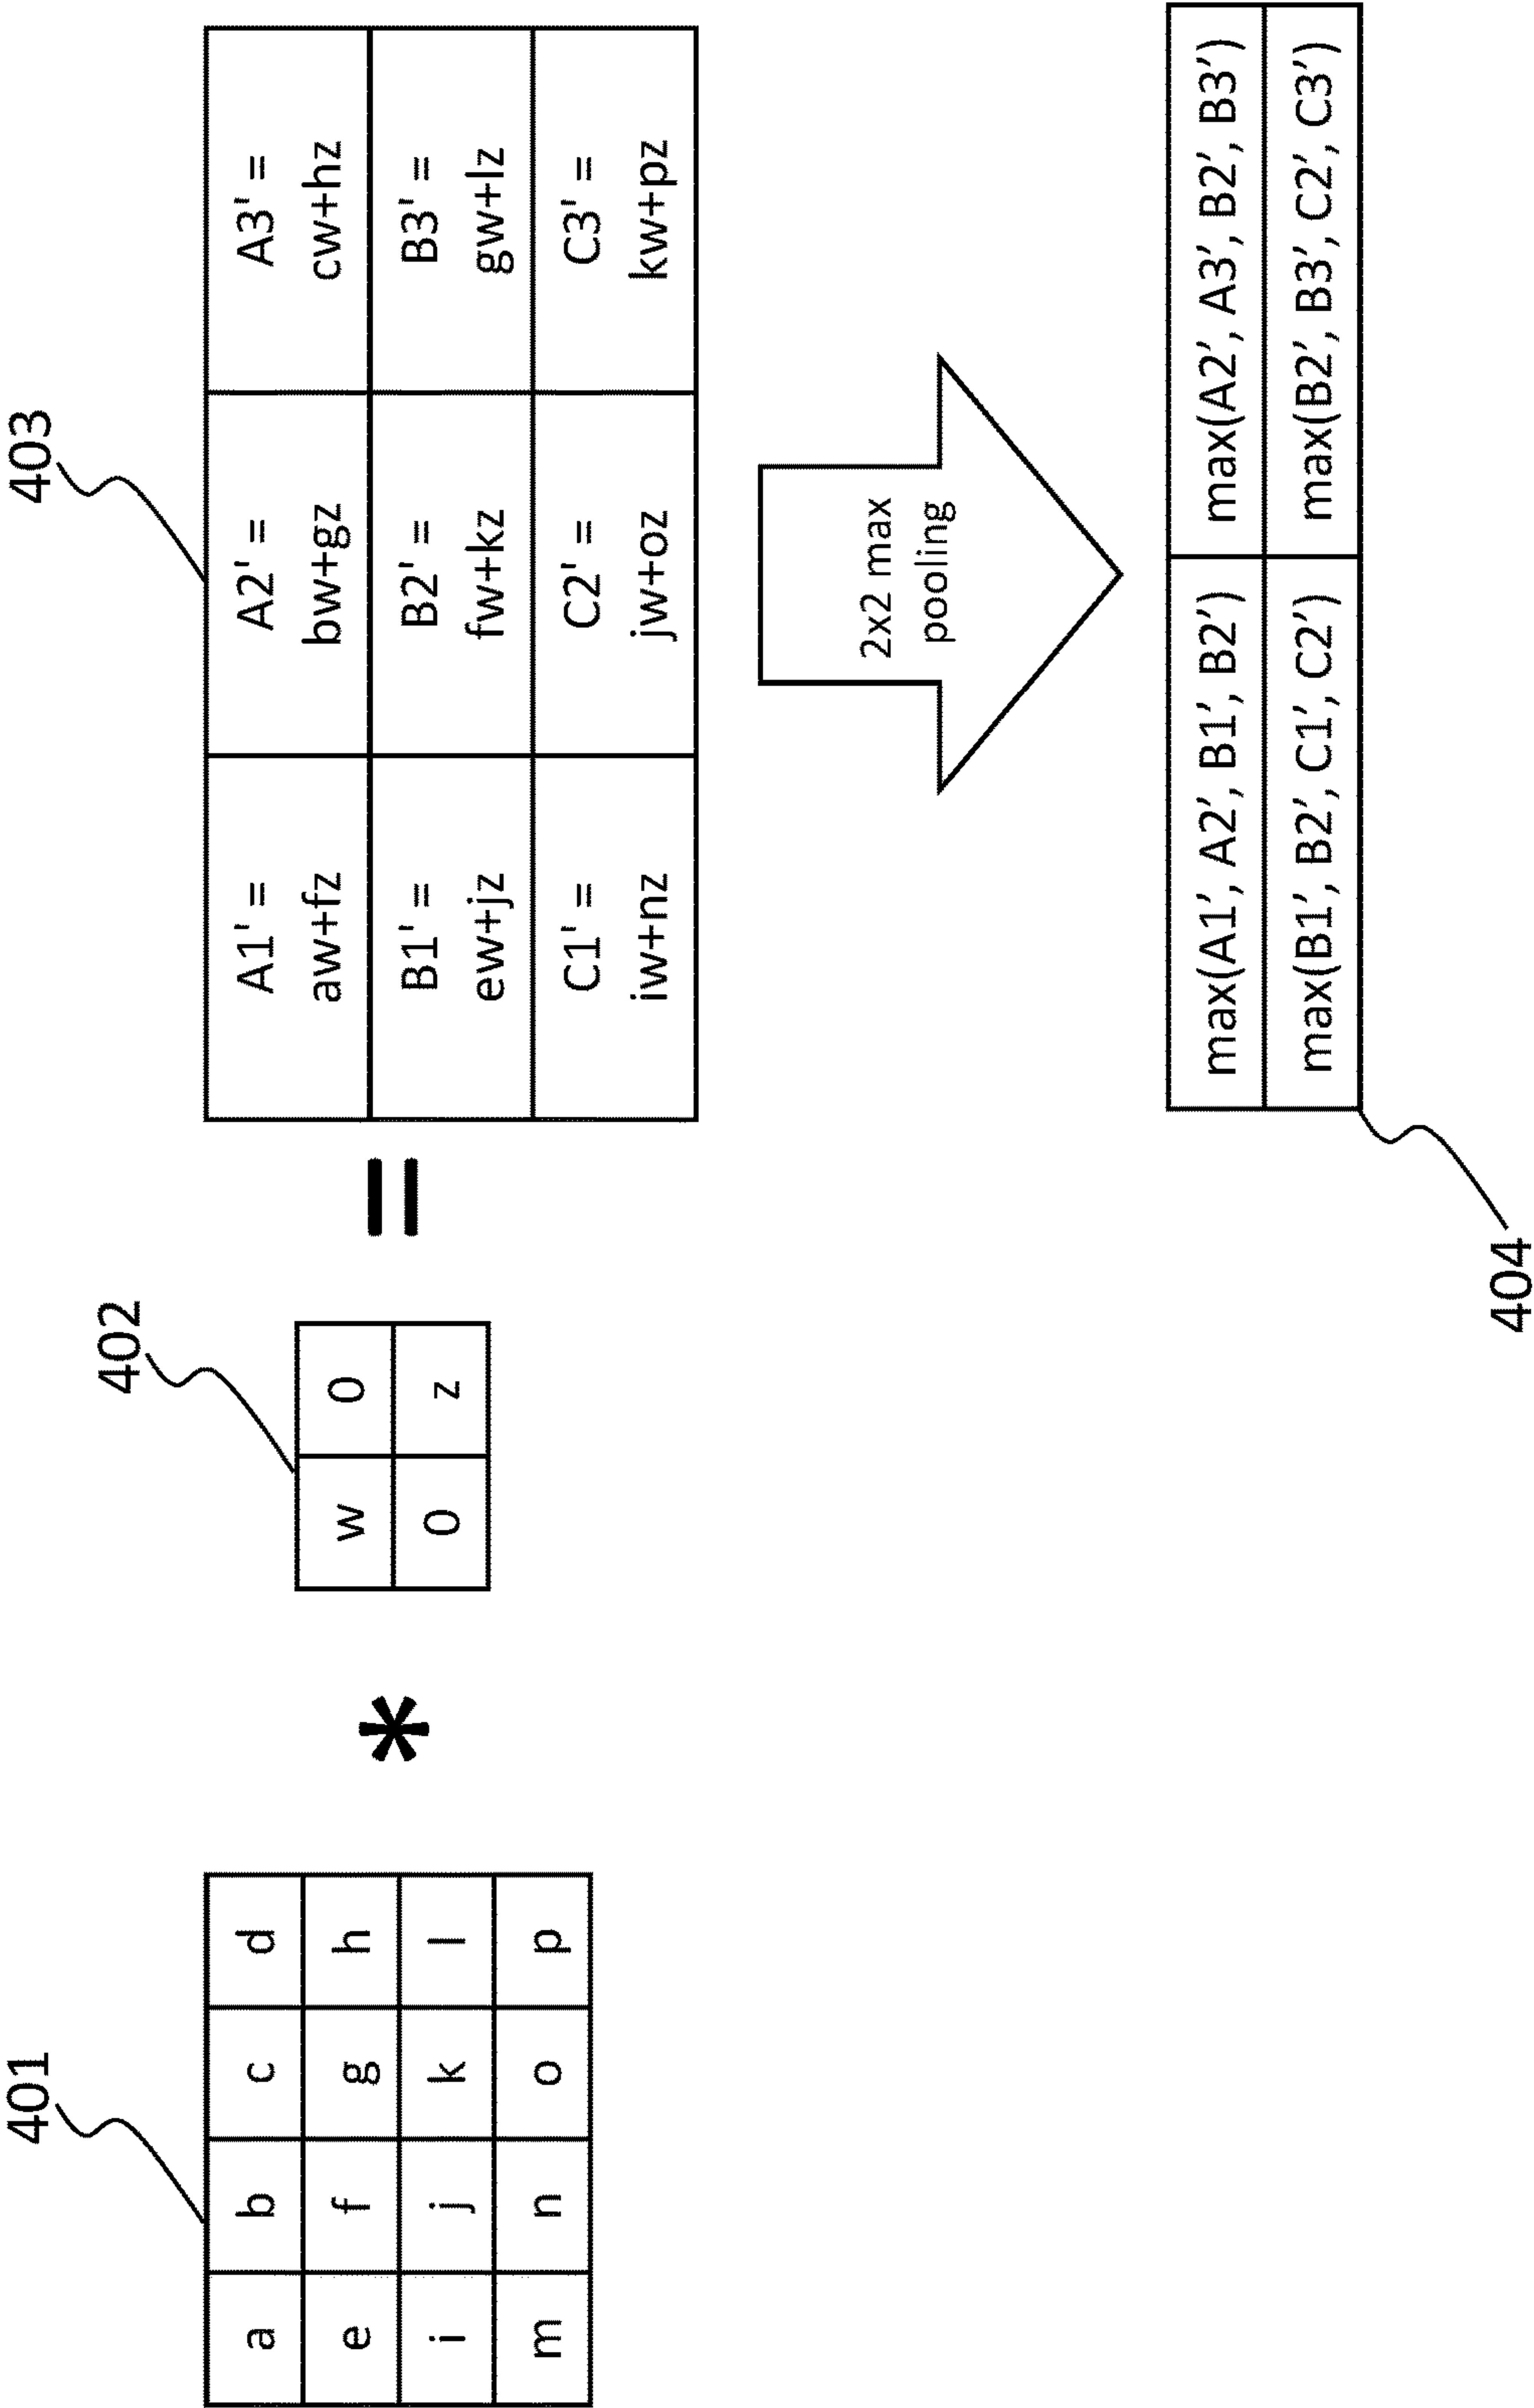 401
a b c d
e f g h
i j k l
m n o p
*
402
w 0
0 z
=
403
A1' = A2' = A3' =
aw+fz bw+gz cw+hz
B1' = B2' = B3' =
ew+jz fw+kz gw+lz
C1' = C2' = C3' =
iw+nz jw+oz kw+pz
2x2 max
pooling
max(A1′, A2′, B1′, B2′) max(A2′, A3′, B2′, B3′)
max(B1′, B2′, C1′, C2′) max(B2′, B3′, C2′, C3′)
404